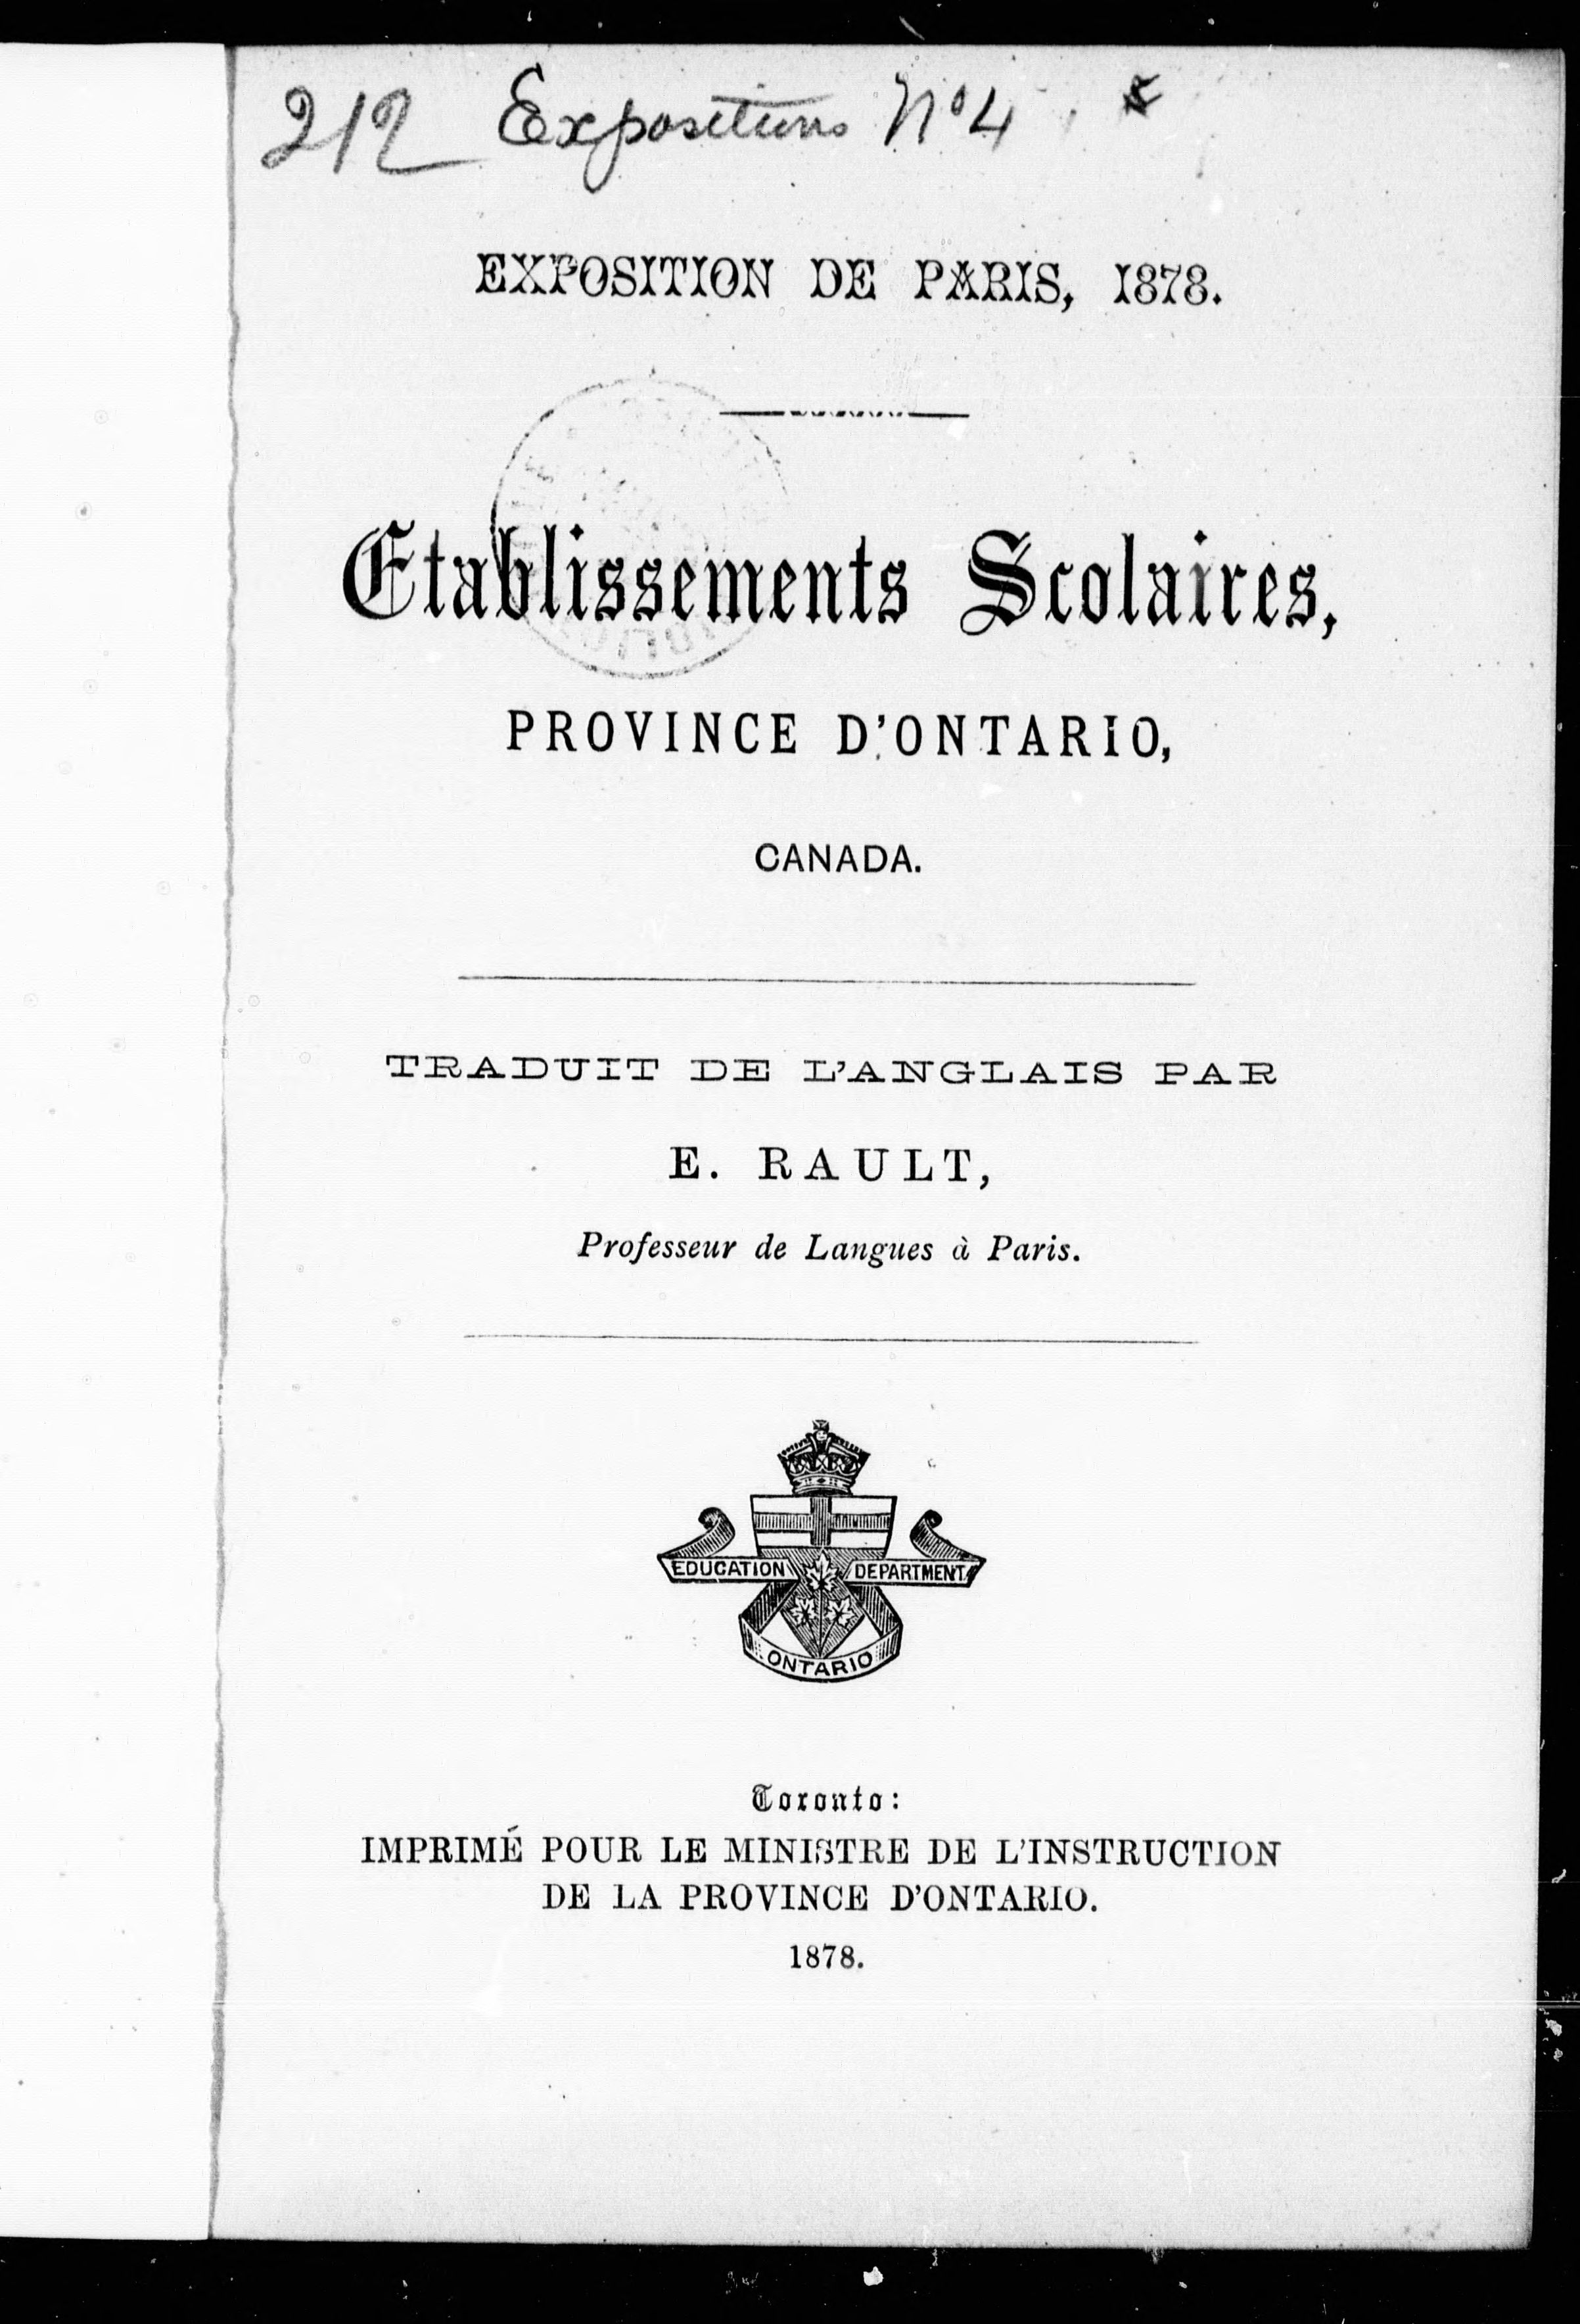 212 Expositions No 4
EXPOSITION DE PARIS, 1878.
Etablissements Scolaires,
PROVINCE D'ONTARIO,
CANADA.
TRADUIT DE L'ANGLAIS PAR
E. RAULT,
Professeur de Langues à Paris.
EDUCATION DEPARTMENT
ONTARIO
Toronto:
IMPRIMÉ POUR LE MINISTRE DE L'INSTRUCTION
DE LA PROVINCE D'ONTARIO.
1878.